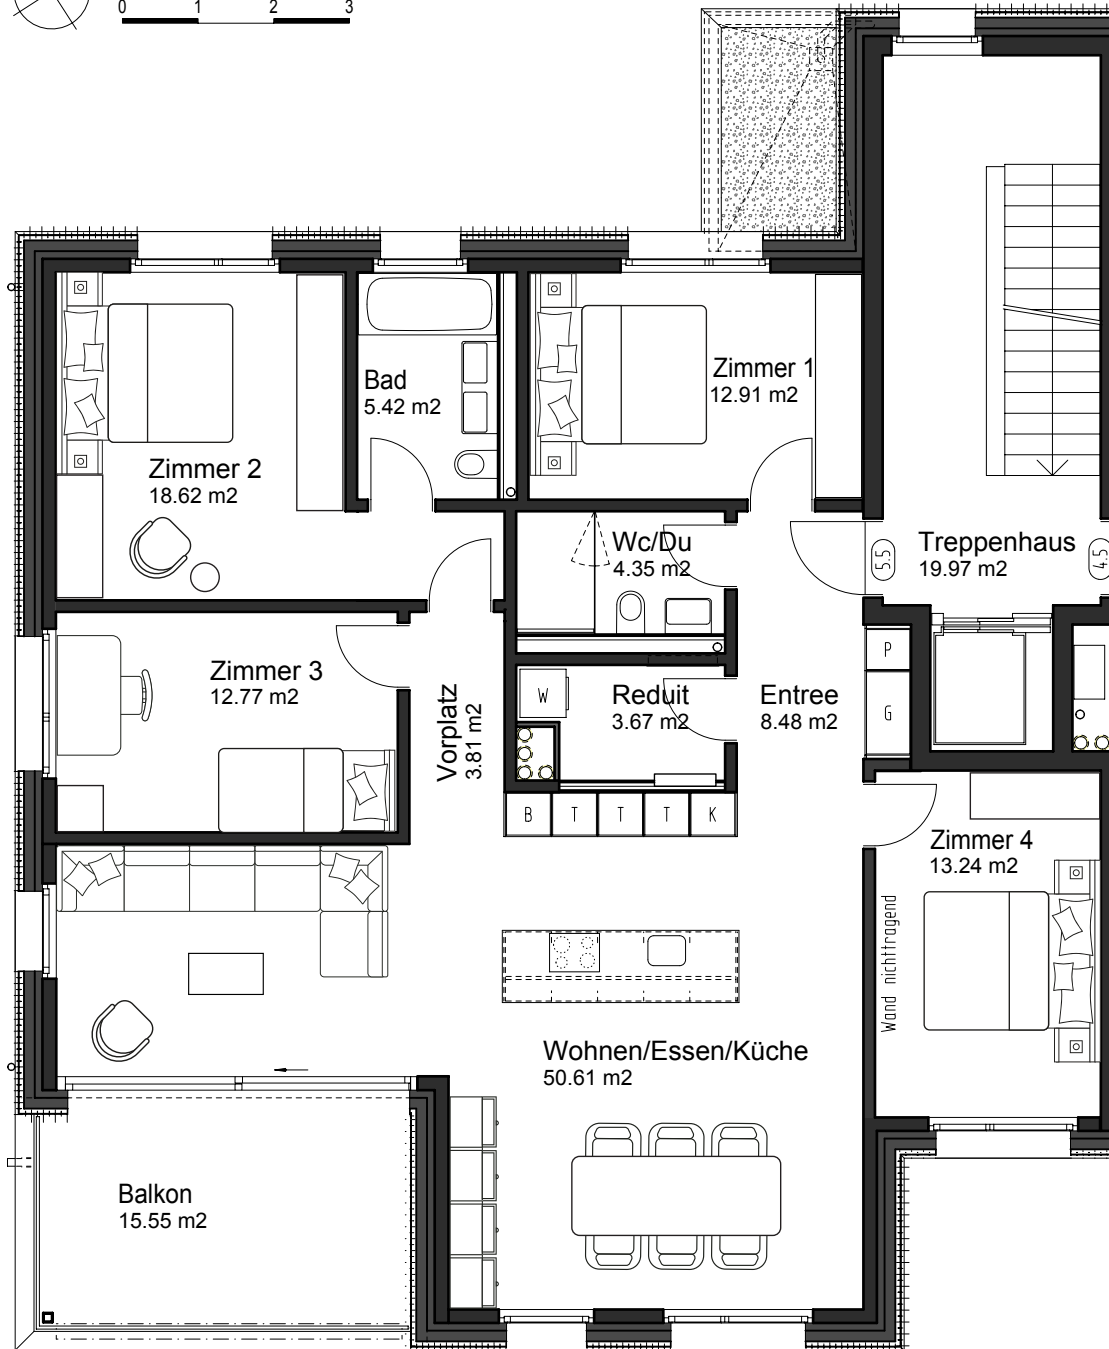 0 1 2 3
Zimmer 1
12.91 m2
Bad
5.42 m2
Zimmer 2
18.62 m2
Wc/Du
4.35 m2
5.5
Treppenhaus
19.97 m2
4.5
Zimmer 3
12.77 m2
Vorplatz
3.81 m2
W
Reduit
3.67 m2
Entree
8.48 m2
P
G
B T T T K
Zimmer 4
13.24 m2
Wand nichttragend
Wohnen/Essen/Küche
50.61 m2
Balkon
15.55 m2